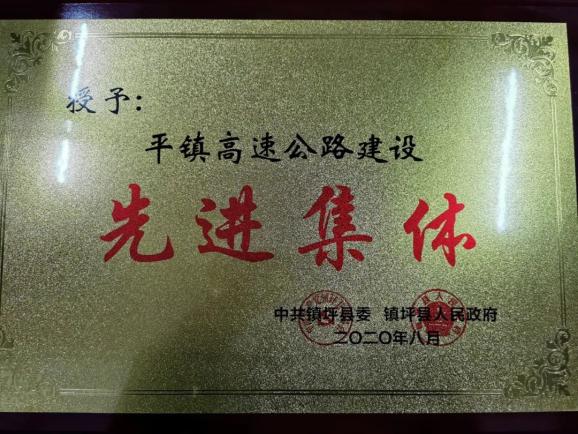 授予:
平镇高速公路建设
先进集体
中共镇坪县委 镇坪县人民政府
二〇二〇年八月